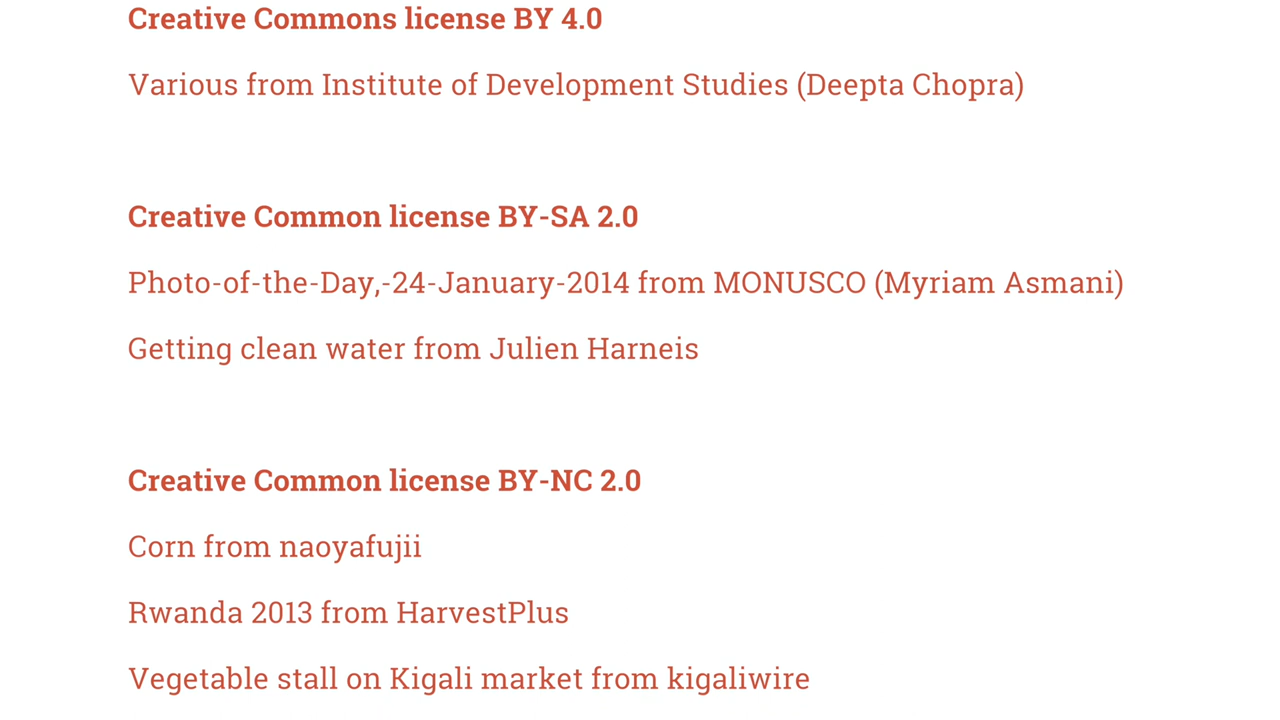 Creative Commons license BY 4.0
Various from Institute of Development Studies (Deepta Chopra)
Creative Common license BY-SA 2.0
Photo-of-the-Day,-24-January-2014 from MONUSCO (Myriam Asmani)
Getting clean water from Julien Harneis
Creative Common license BY-NC 2.0
Corn from naoyafujii
Rwanda 2013 from HarvestPlus
Vegetable stall on Kigali market from kigaliwire